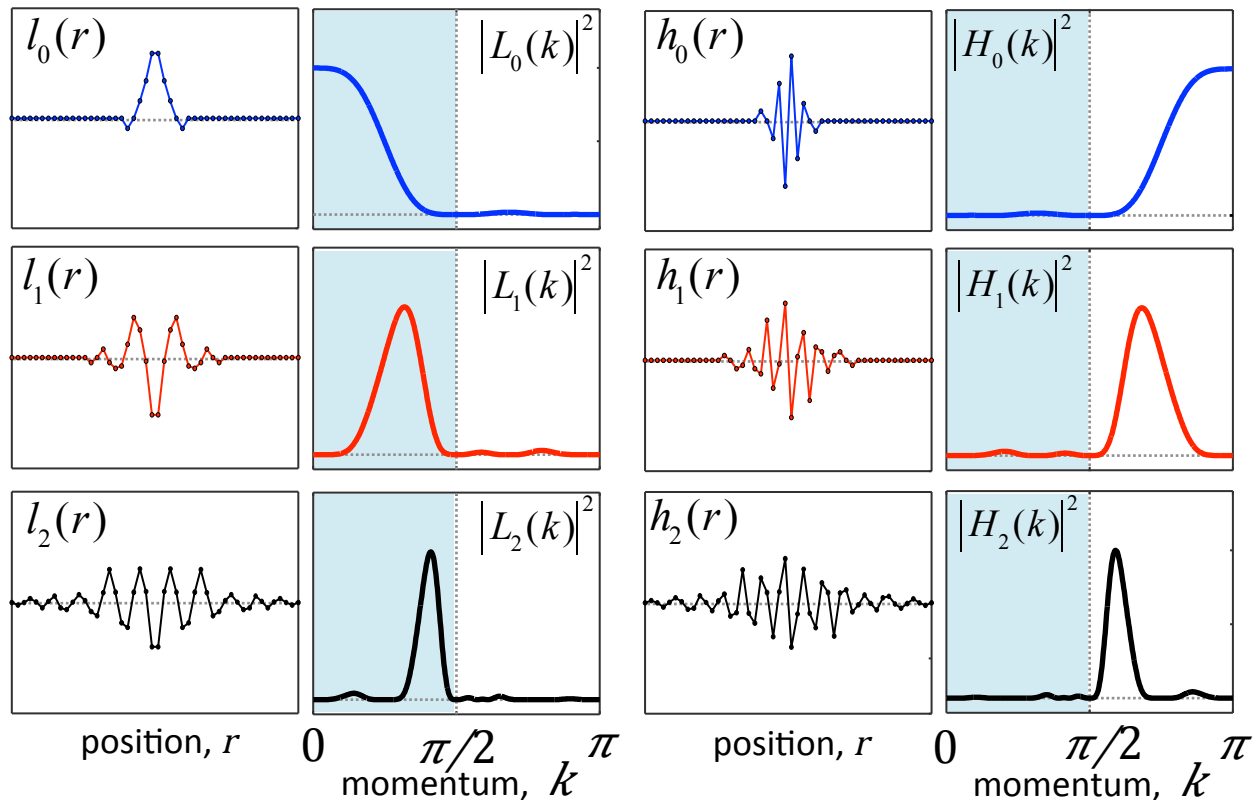 l₀(r) |L₀(k)|² h₀(r) |H₀(k)|²
l₁(r) |L₁(k)|² h₁(r) |H₁(k)|²
l₂(r) |L₂(k)|² h₂(r) |H₂(k)|²
position, r 0 π/2 π position, r 0 π/2 π
momentum, k momentum, k